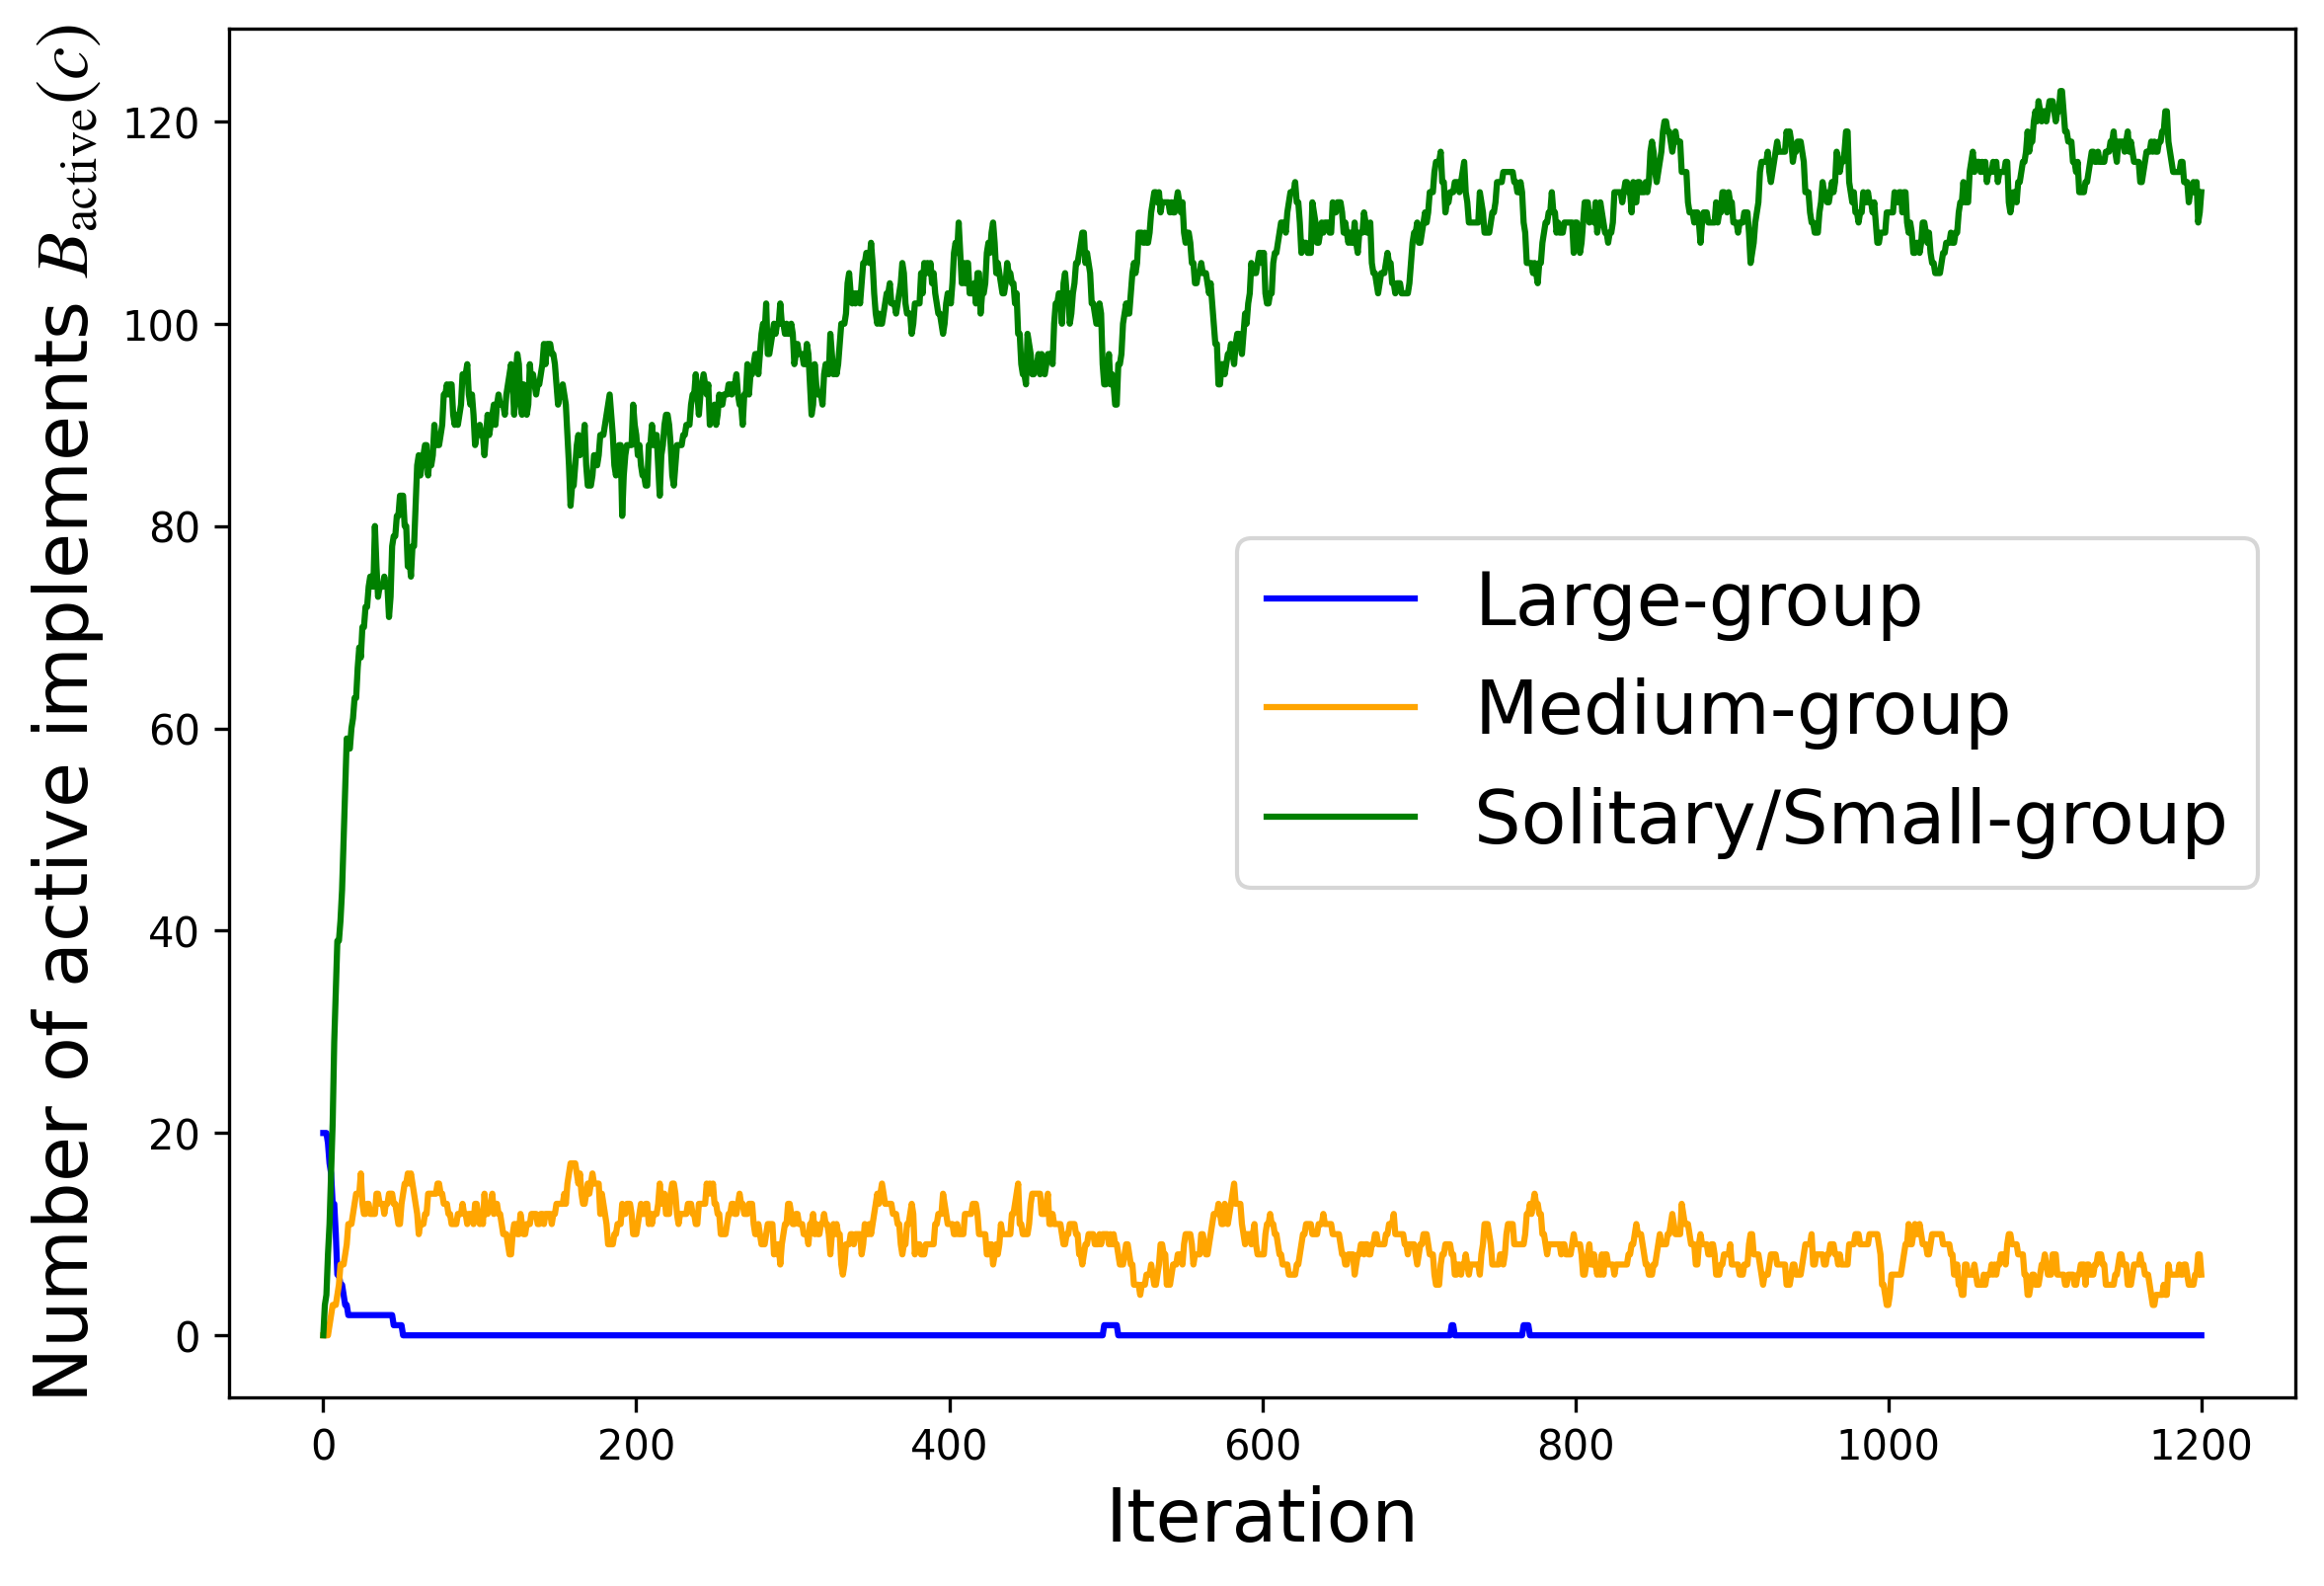 Number of active implements B_active(c)
120
100
80
60
40
20
0
Large-group
Medium-group
Solitary/Small-group
0 200 400 600 800 1000 1200
Iteration